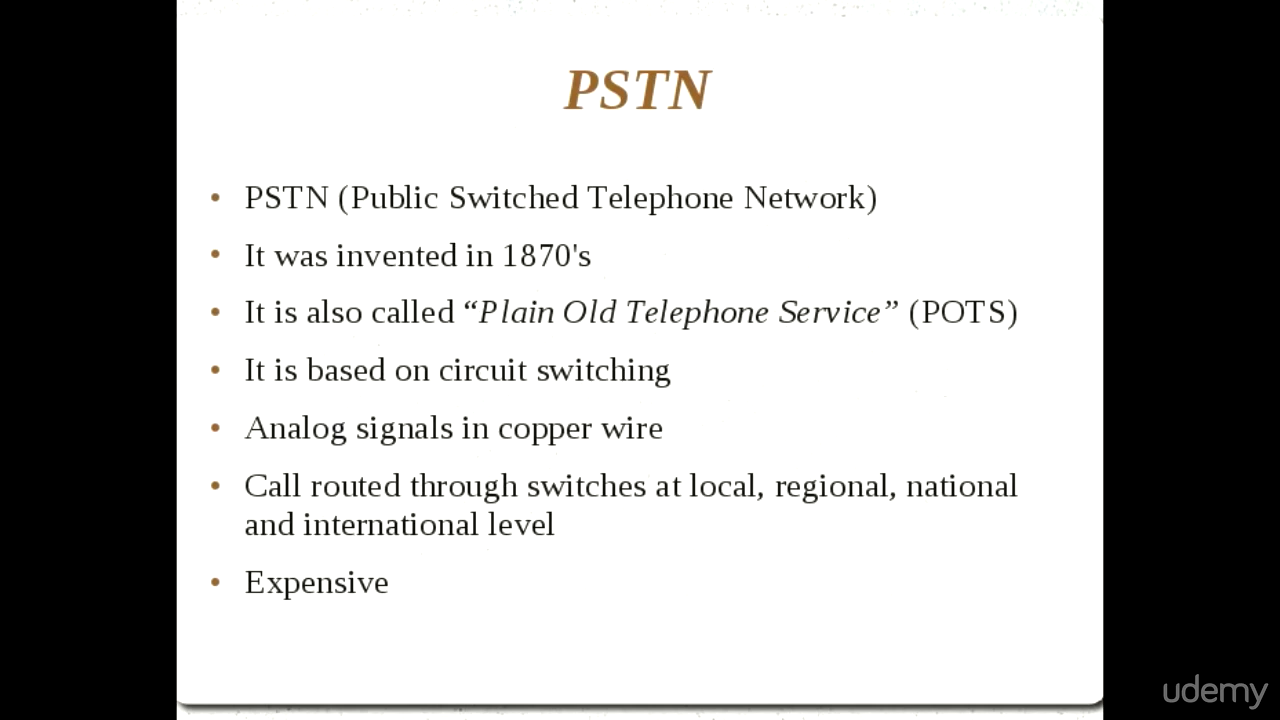 PSTN
• PSTN (Public Switched Telephone Network)
• It was invented in 1870's
• It is also called “Plain Old Telephone Service” (POTS)
• It is based on circuit switching
• Analog signals in copper wire
• Call routed through switches at local, regional, national
and international level
• Expensive
udemy